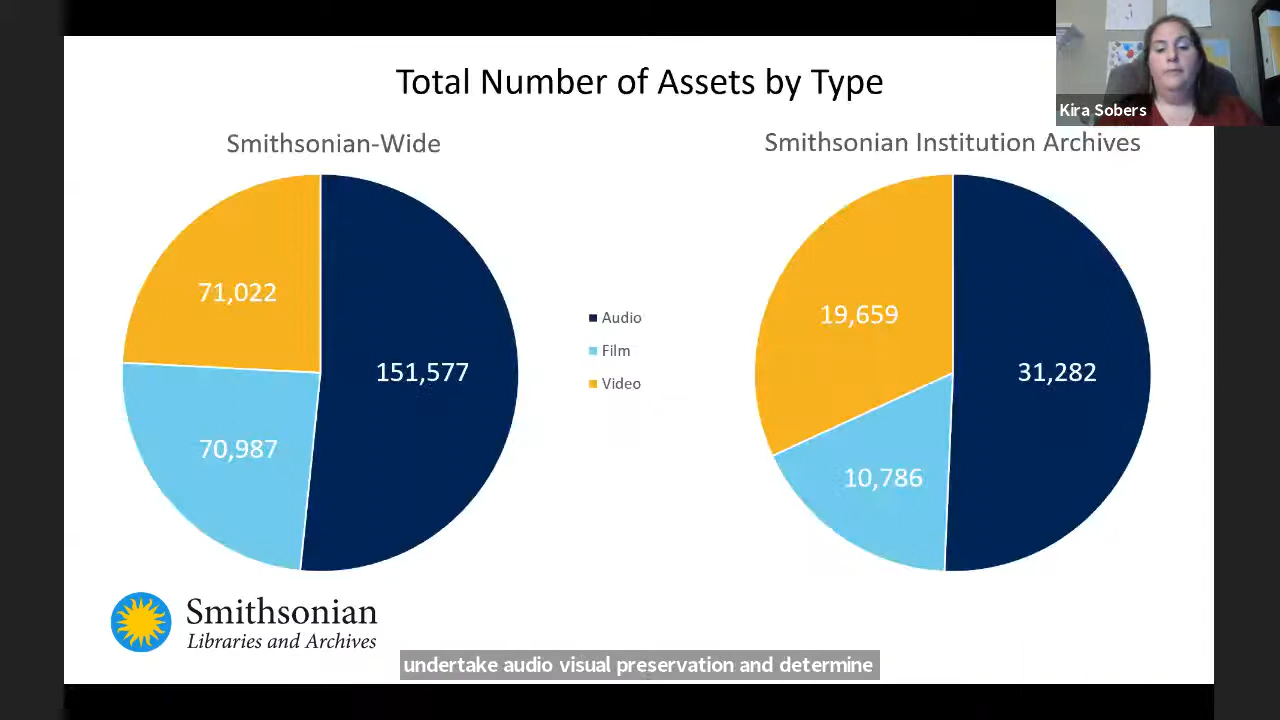 Total Number of Assets by Type
Kira Sobers
Smithsonian-Wide
Smithsonian Institution Archives
71,022
151,577
70,987
Audio
Film
Video
19,659
31,282
10,786
Smithsonian
Libraries and Archives
undertake audio visual preservation and determine